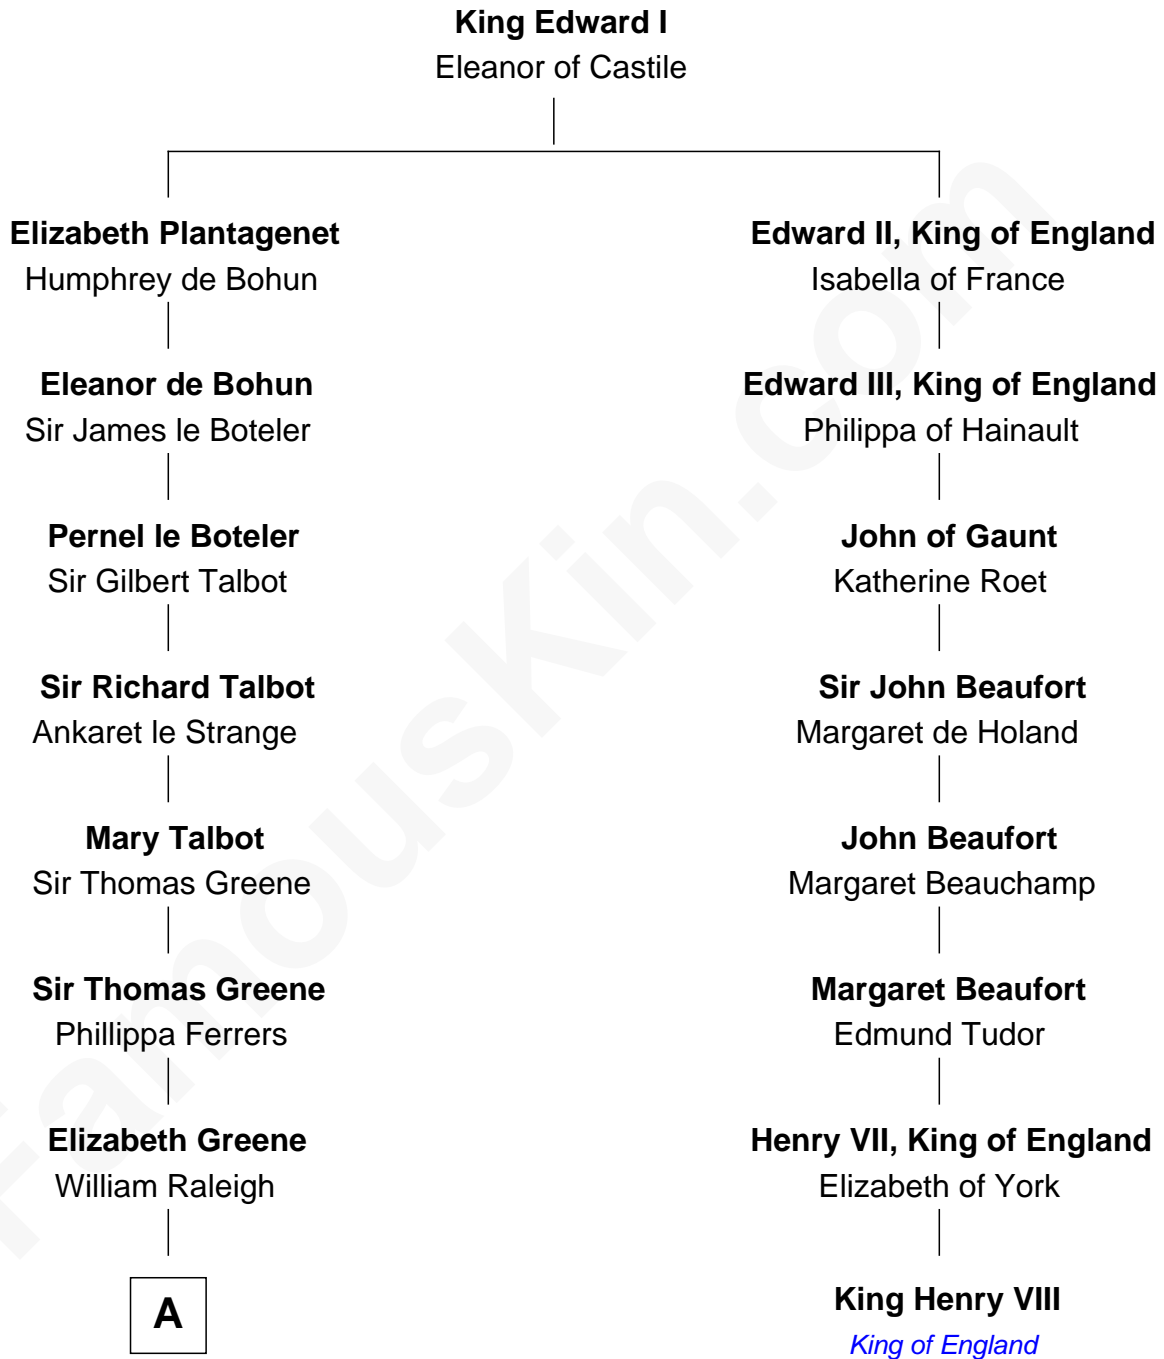 King Edward I
Eleanor of Castile
Elizabeth Plantagenet
Humphrey de Bohun
Edward II, King of England
Isabella of France
Eleanor de Bohun
Sir James le Boteler
Edward III, King of England
Philippa of Hainault
Pernel le Boteler
Sir Gilbert Talbot
John of Gaunt
Katherine Roet
Sir Richard Talbot
Ankaret le Strange
Sir John Beaufort
Margaret de Holand
Mary Talbot
Sir Thomas Greene
John Beaufort
Margaret Beauchamp
Sir Thomas Greene
Phillippa Ferrers
Margaret Beaufort
Edmund Tudor
Elizabeth Greene
William Raleigh
Henry VII, King of England
Elizabeth of York
A
King Henry VIII
King of England
FamousKin.com